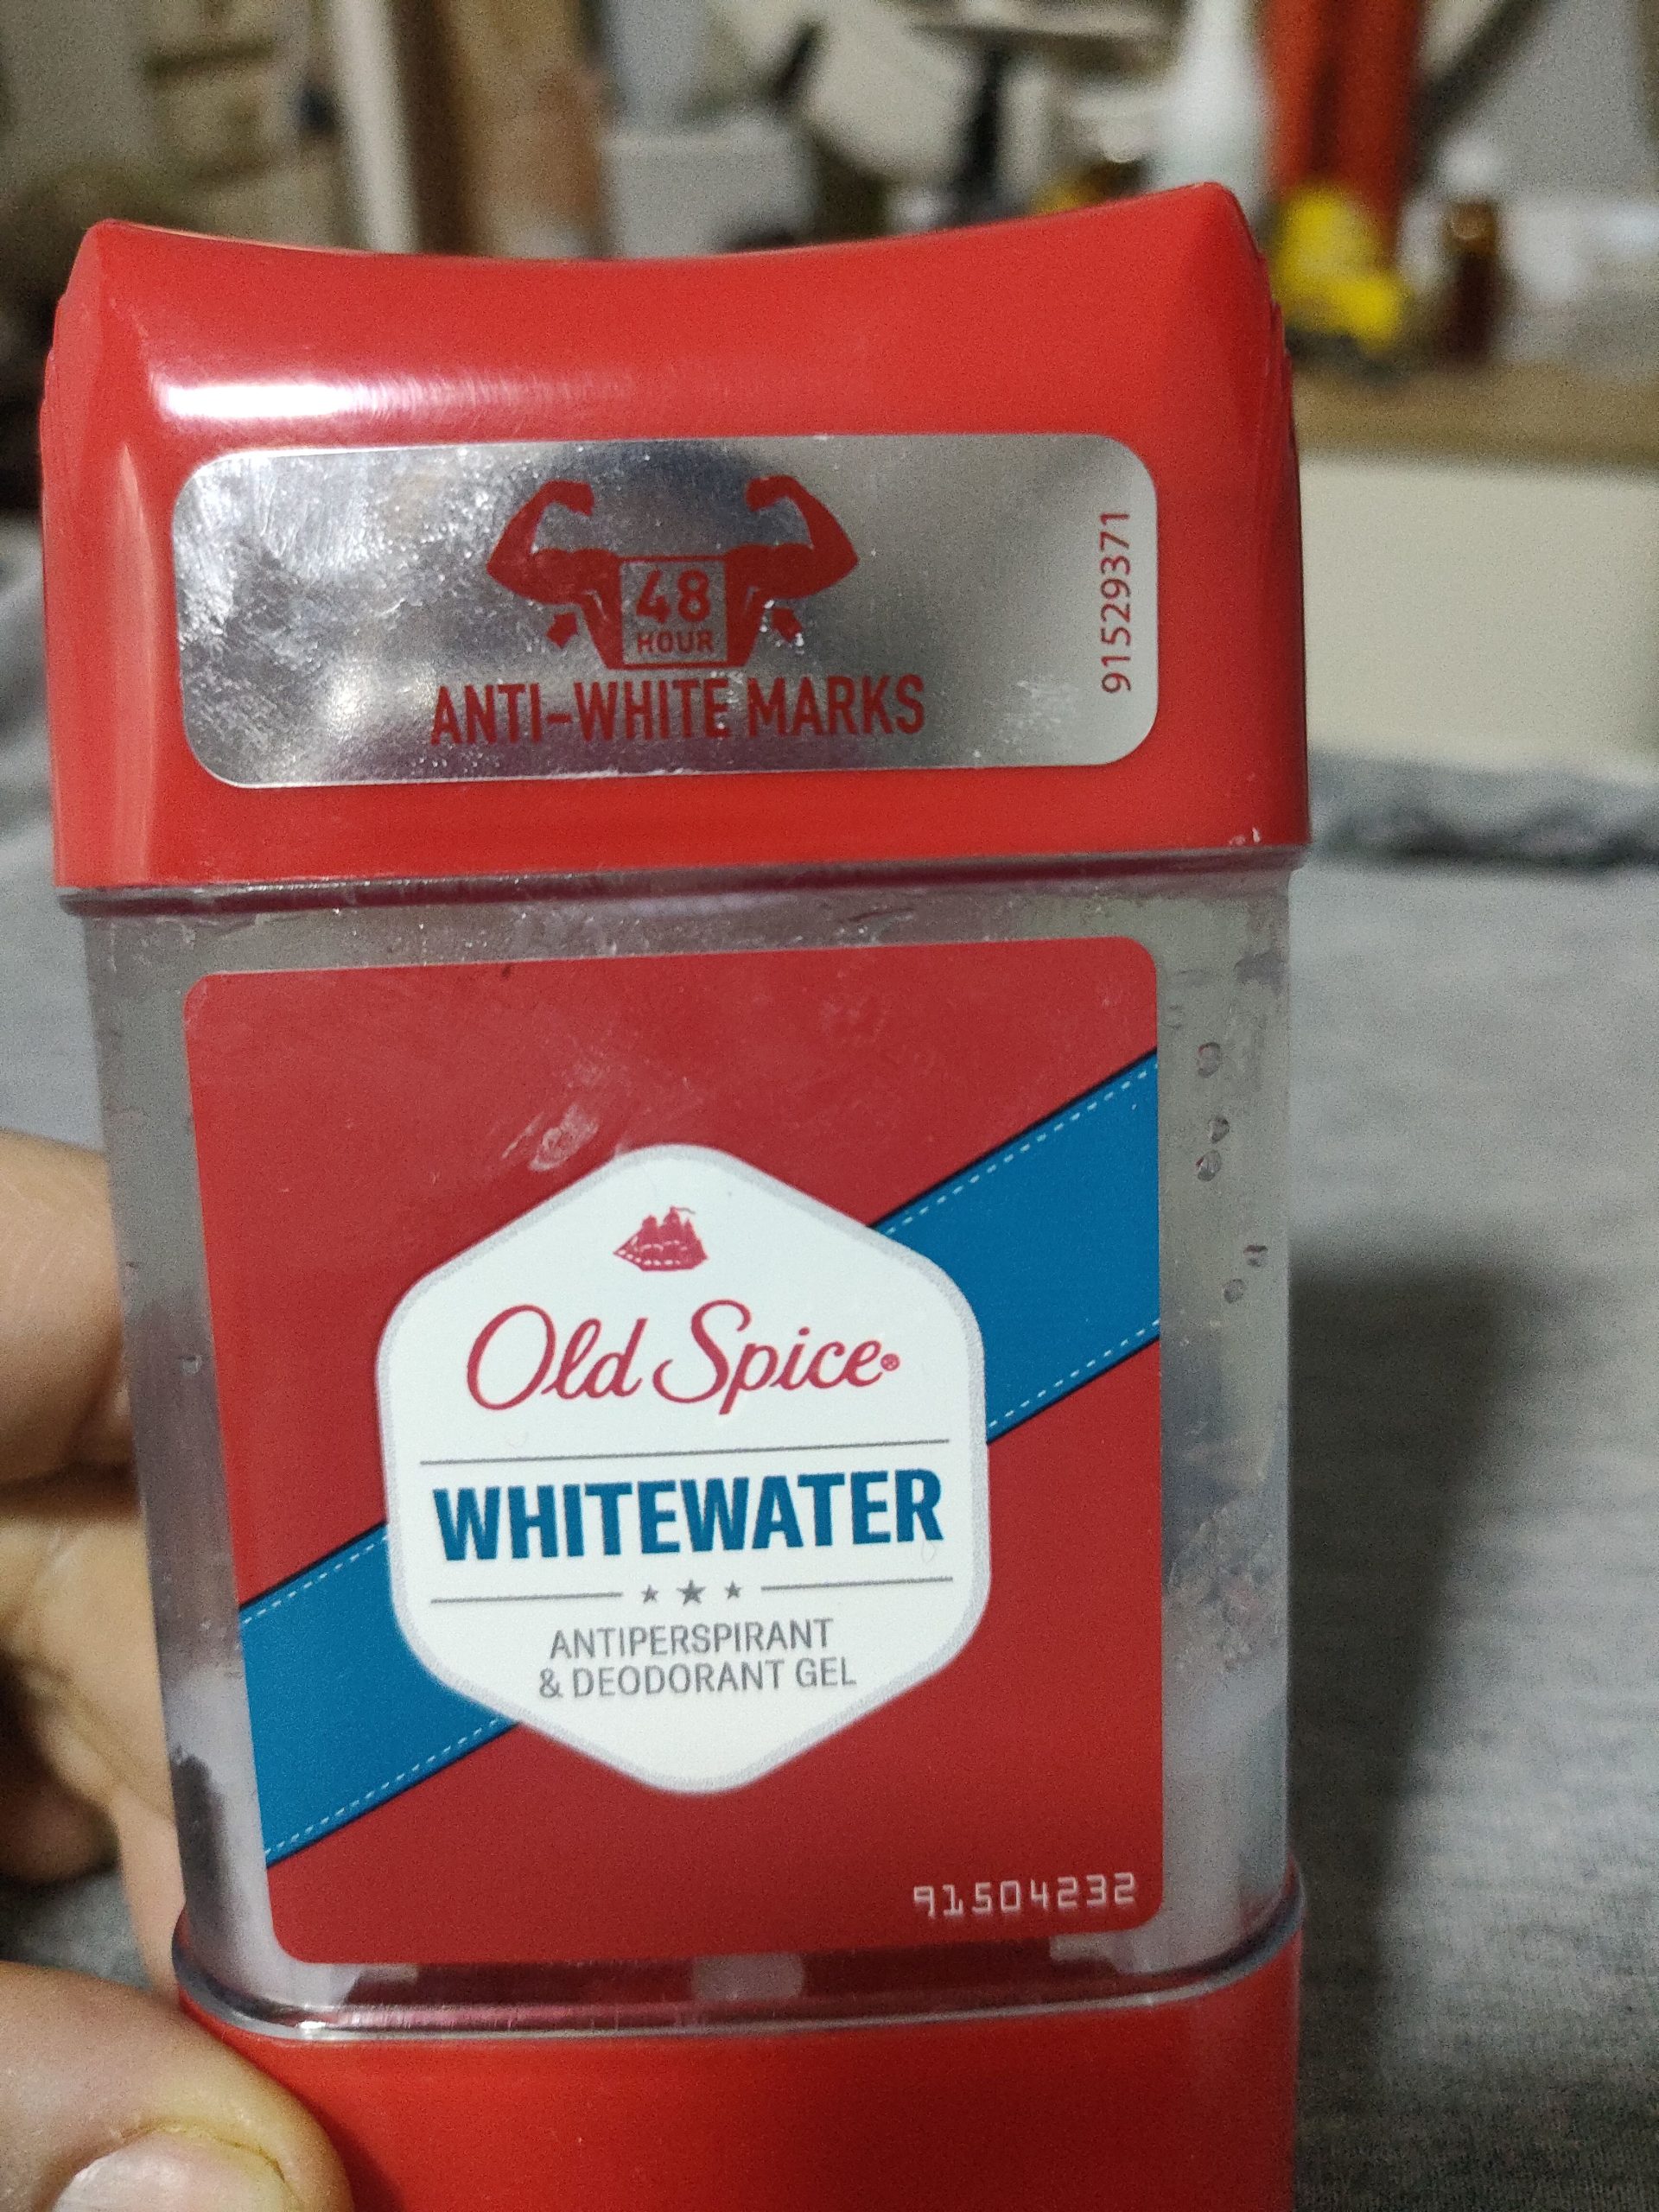 48
HOUR
ANTI-WHITE MARKS
91529371
Old Spice
WHITEWATER
ANTIPERSPIRANT
& DEODORANT GEL
91504232